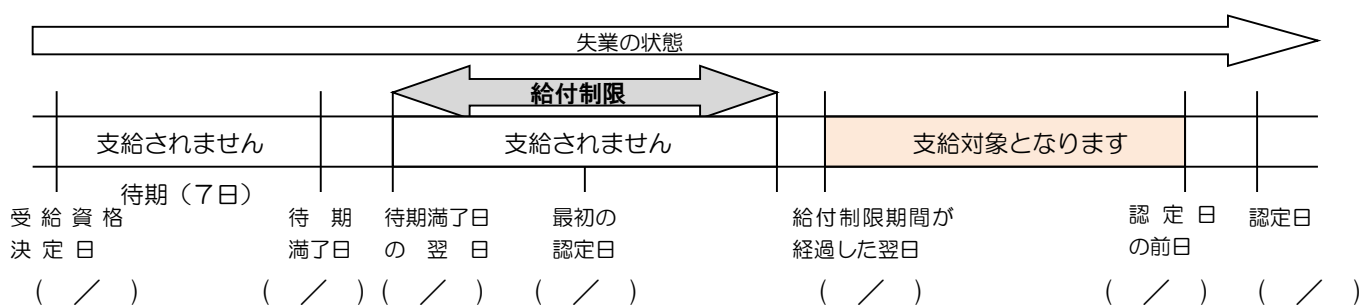 失業の状態
給付制限
支給されません 支給されません 支給対象となります
待期（７日）
受給資格 待期 待期満了日 最初の 給付制限期間が 認定日 認定日
決定日 満了日 の翌日 認定日 経過した翌日 の前日
（ ／ ） （ ／ ） （ ／ ） （ ／ ） （ ／ ） （ ／ ） （ ／ ）